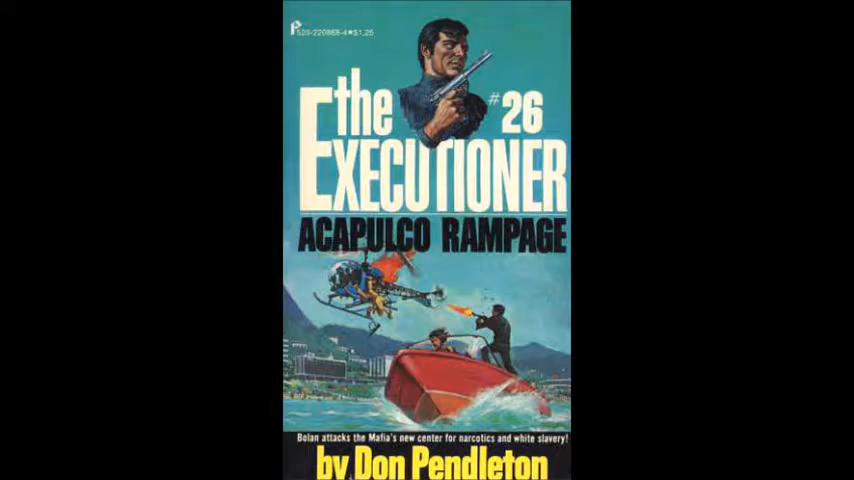 P
523-220868-4★$1.25
the
#26
EXECUTIONER
ACAPULCO RAMPAGE
Bolan attacks the Mafia's new center for narcotics and white slavery!
by Don Pendleton